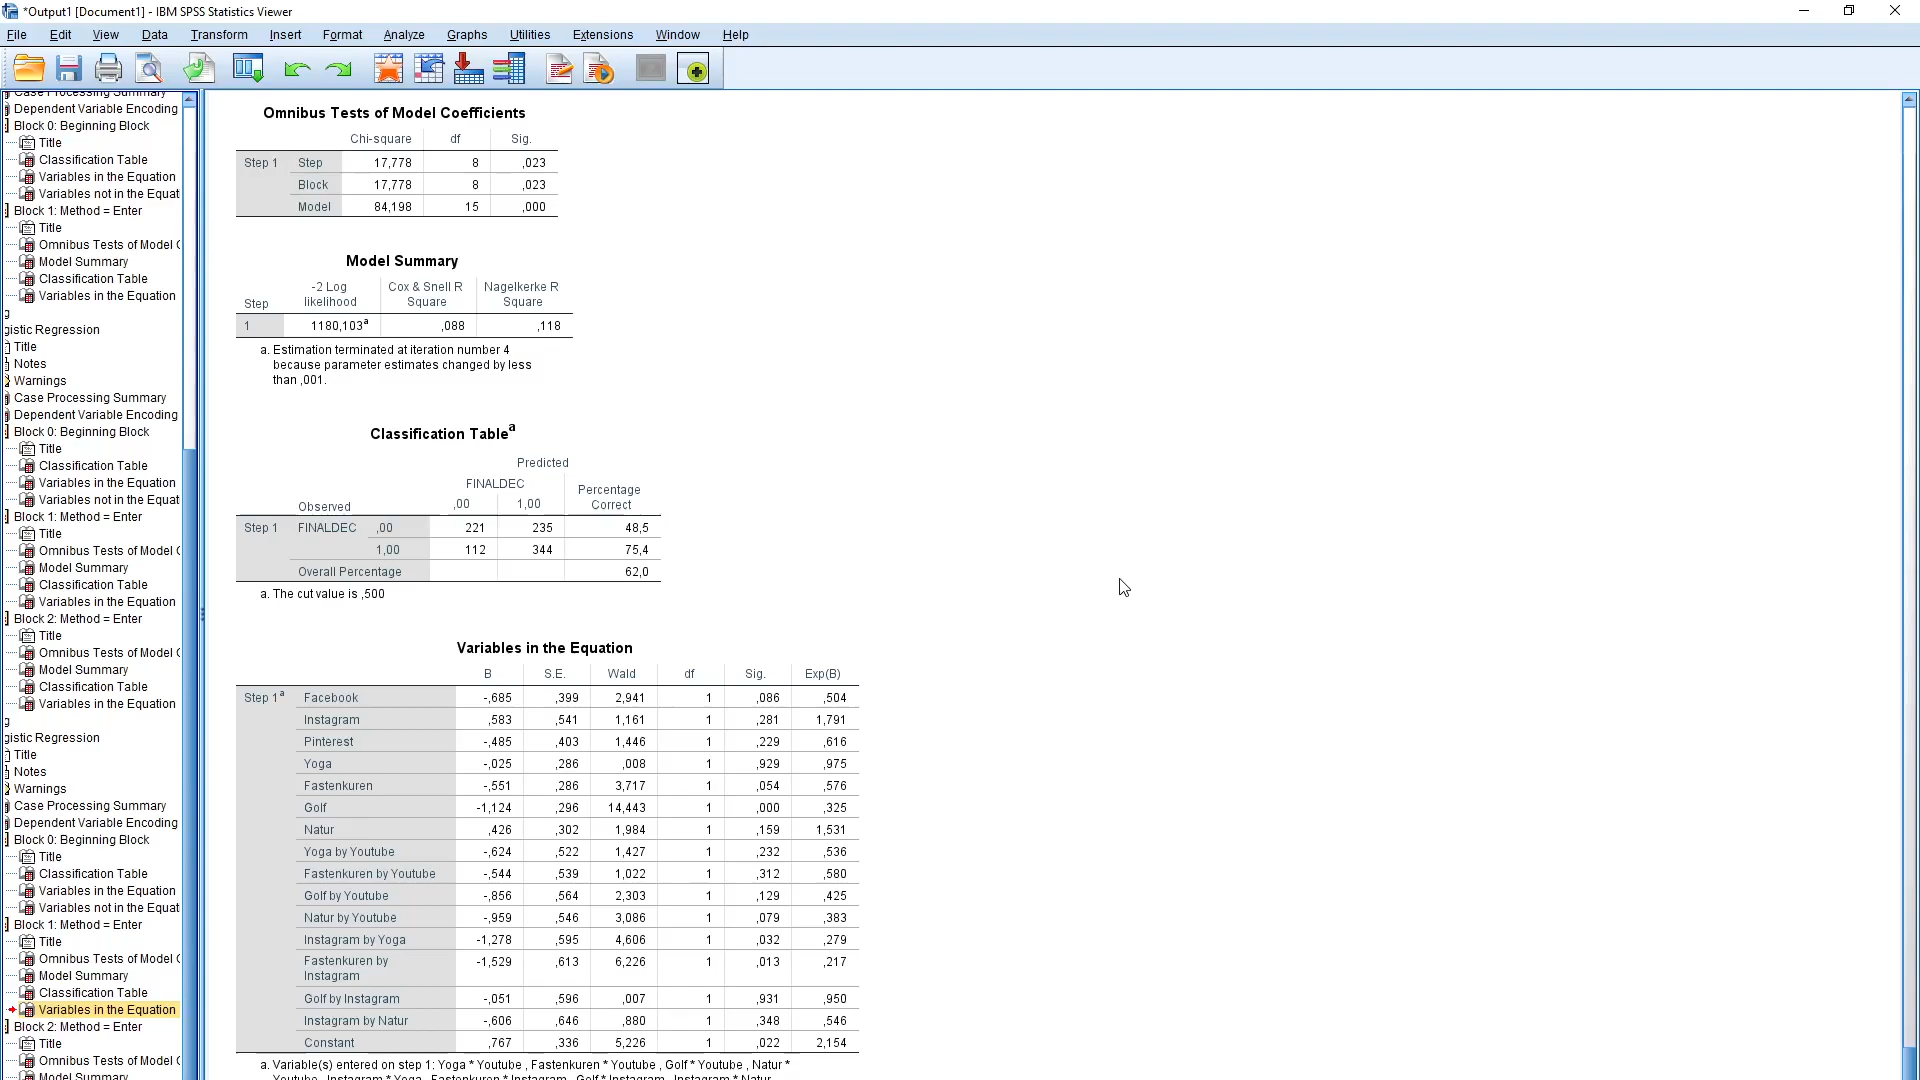 *Output1 [Document1] - IBM SPSS Statistics Viewer
File Edit View Data Transform Insert Format Analyze Graphs Utilities Extensions Window Help
Case Processing Summary
Dependent Variable Encoding
Block 0: Beginning Block
Title
Classification Table
Variables in the Equation
Variables not in the Equat
Block 1: Method = Enter
Title
Omnibus Tests of Model C
Model Summary
Classification Table
Variables in the Equation
g
gistic Regression
Title
Notes
Warnings
Case Processing Summary
Dependent Variable Encoding
Block 0: Beginning Block
Title
Classification Table
Variables in the Equation
Variables not in the Equat
Block 1: Method = Enter
Title
Omnibus Tests of Model C
Model Summary
Classification Table
Variables in the Equation
Block 2: Method = Enter
Title
Omnibus Tests of Model C
Model Summary
Classification Table
Variables in the Equation
g
gistic Regression
Title
Notes
Warnings
Case Processing Summary
Dependent Variable Encoding
Block 0: Beginning Block
Title
Classification Table
Variables in the Equation
Variables not in the Equat
Block 1: Method = Enter
Title
Omnibus Tests of Model C
Model Summary
Classification Table
Variables in the Equation
Block 2: Method = Enter
Title
Omnibus Tests of Model C
Model Summary
Omnibus Tests of Model Coefficients
Chi-square df Sig.
Step 1 Step 17,778 8 ,023
Block 17,778 8 ,023
Model 84,198 15 ,000
Model Summary
Step -2 Log likelihood Cox & Snell R Square Nagelkerke R Square
1 1180,103a ,088 ,118
a. Estimation terminated at iteration number 4
because parameter estimates changed by less
than ,001.
Classification Tablea
Predicted
FINALDEC Percentage Correct
Observed ,00 1,00
Step 1 FINALDEC ,00 221 235 48,5
1,00 112 344 75,4
Overall Percentage 62,0
a. The cut value is ,500
Variables in the Equation
B S.E. Wald df Sig. Exp(B)
Step 1a Facebook -,685 ,399 2,941 1 ,086 ,504
Instagram ,583 ,541 1,161 1 ,281 1,791
Pinterest -,485 ,403 1,446 1 ,229 ,616
Yoga -,025 ,286 ,008 1 ,929 ,975
Fastenkuren -,551 ,286 3,717 1 ,054 ,576
Golf -1,124 ,296 14,443 1 ,000 ,325
Natur ,426 ,302 1,984 1 ,159 1,531
Yoga by Youtube -,624 ,522 1,427 1 ,232 ,536
Fastenkuren by Youtube -,544 ,539 1,022 1 ,312 ,580
Golf by Youtube -,856 ,564 2,303 1 ,129 ,425
Natur by Youtube -,959 ,546 3,086 1 ,079 ,383
Instagram by Yoga -1,278 ,595 4,606 1 ,032 ,279
Fastenkuren by Instagram -1,529 ,613 6,226 1 ,013 ,217
Golf by Instagram -,051 ,596 ,007 1 ,931 ,950
Instagram by Natur -,606 ,646 ,880 1 ,348 ,546
Constant ,767 ,336 5,226 1 ,022 2,154
a. Variable(s) entered on step 1: Yoga * Youtube , Fastenkuren * Youtube , Golf * Youtube , Natur *
Youtube , Instagram * Yoga , Fastenkuren * Instagram , Golf * Instagram , Instagram * Natur .